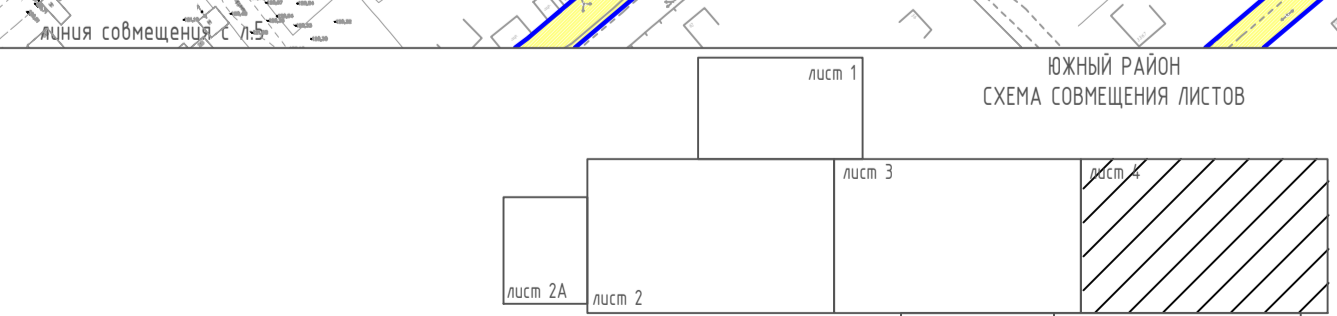 линия совмещения с л.5
ЮЖНЫЙ РАЙОН
СХЕМА СОВМЕЩЕНИЯ ЛИСТОВ
лист 1
лист 3
лист 4
лист 2А
лист 2